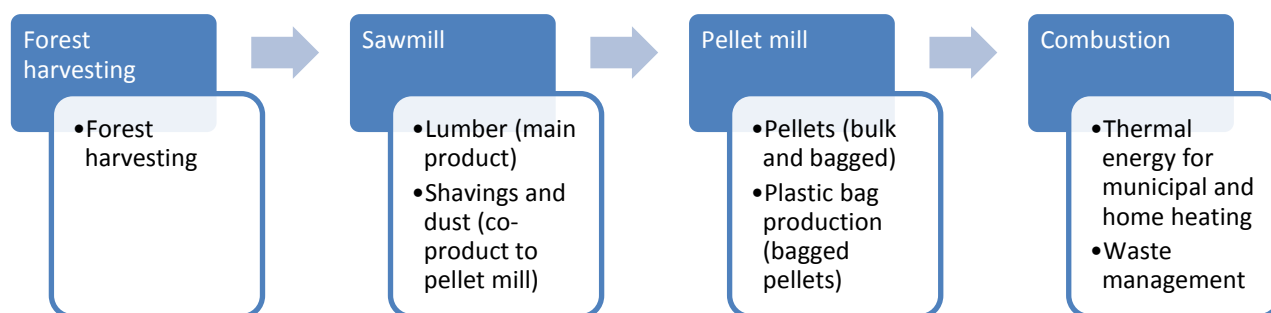 Forest
harvesting
•Forest
harvesting
Sawmill
•Lumber (main
product)
•Shavings and
dust (co-
product to
pellet mill)
Pellet mill
•Pellets (bulk
and bagged)
•Plastic bag
production
(bagged
pellets)
Combustion
•Thermal
energy for
municipal and
home heating
•Waste
management